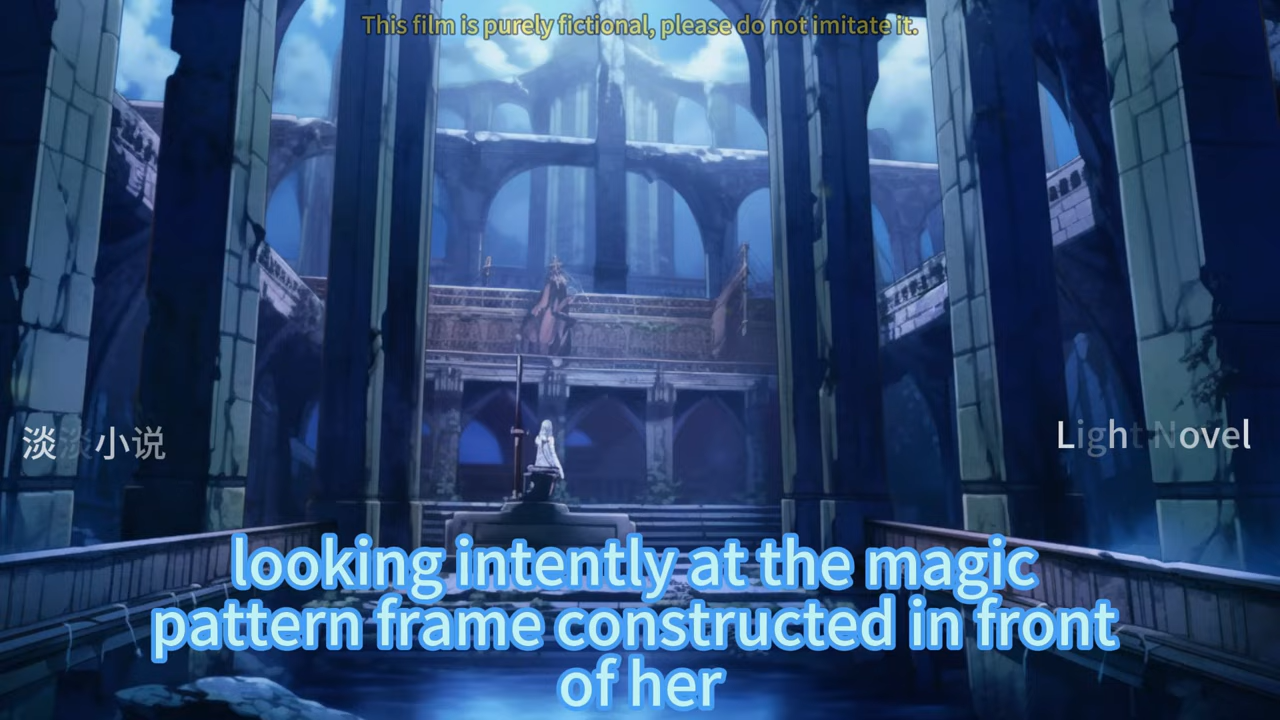 This film is purely fictional, please do not imitate it.
淡淡小说
Light Novel
looking intently at the magic
pattern frame constructed in front
of her